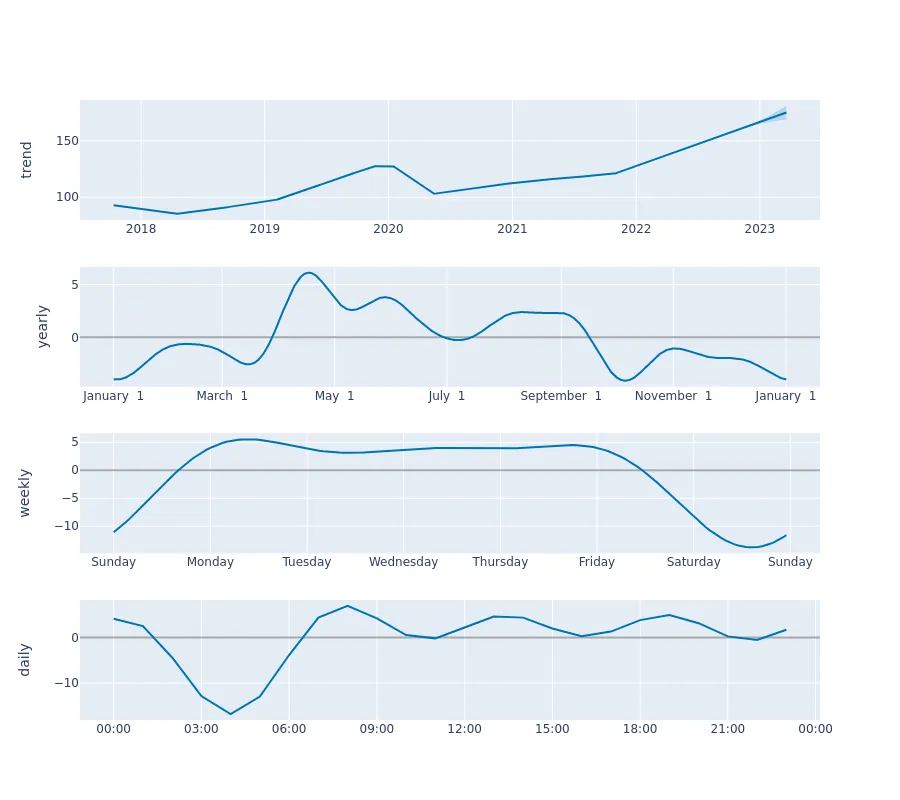 trend
150
100
2018 2019 2020 2021 2022 2023
yearly
5
0
January 1 March 1 May 1 July 1 September 1 November 1 January 1
weekly
5
0
−5
−10
Sunday Monday Tuesday Wednesday Thursday Friday Saturday Sunday
daily
0
−10
00:00 03:00 06:00 09:00 12:00 15:00 18:00 21:00 00:00